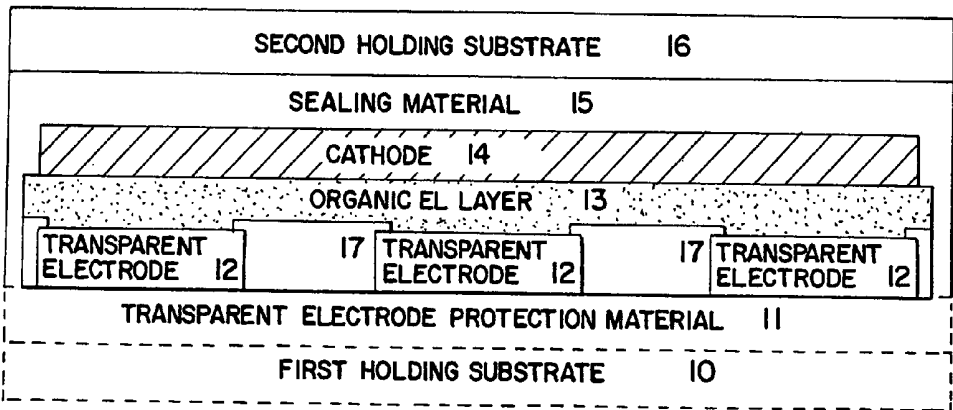 SECOND HOLDING SUBSTRATE 16
SEALING MATERIAL 15
CATHODE 14
ORGANIC EL LAYER 13
TRANSPARENT
ELECTRODE 12
17
TRANSPARENT
ELECTRODE 12
17
TRANSPARENT
ELECTRODE 12
TRANSPARENT ELECTRODE PROTECTION MATERIAL 11
FIRST HOLDING SUBSTRATE 10